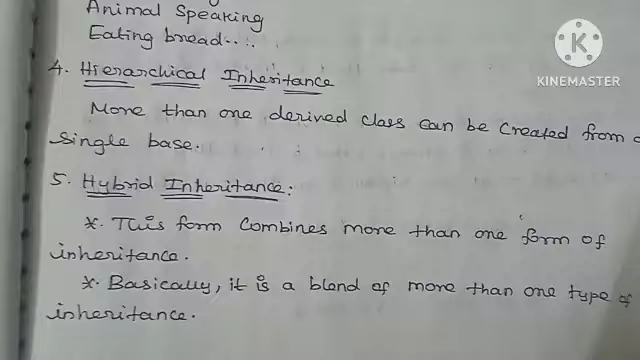 Animal Speaking
Eating bread....
4. Hierarchical Inheritance
More than one derived class can be created from
single base.
5. Hybrid Inheritance:
*. This form combines more than one form of
inheritance.
*. Basically, it is a blend of more than one type of
inheritance.
K
KINEMASTER